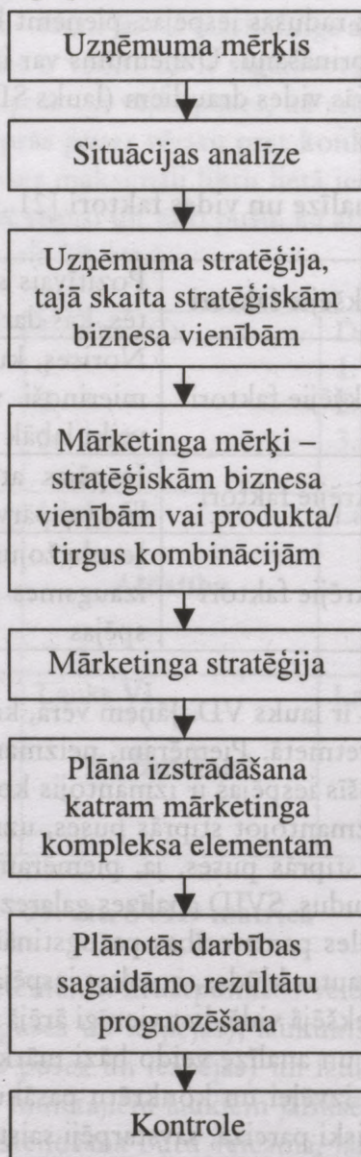 Uzņēmuma mērķis
Situācijas analīze
Uzņēmuma stratēģija,
tajā skaita stratēģiskām
biznesa vienībām
Mārketinga mērķi –
stratēģiskām biznesa
vienībām vai produkta/
tirgus kombinācijām
Mārketinga stratēģija
Plāna izstrādāšana
katram mārketinga
kompleksa elementam
Plānotās darbības
sagaidāmo rezultātu
prognozēšana
Kontrole